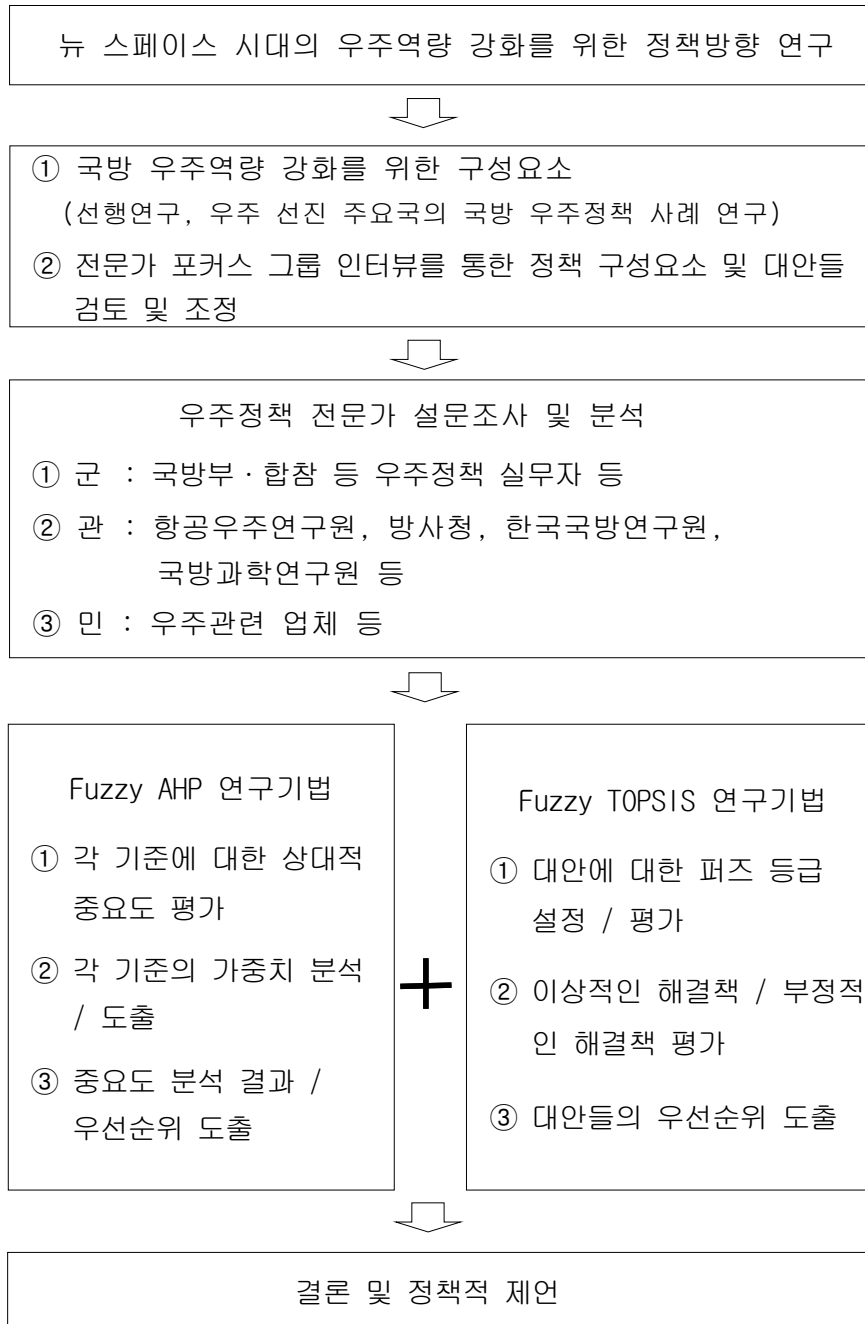 뉴 스페이스 시대의 우주역량 강화를 위한 정책방향 연구
① 국방 우주역량 강화를 위한 구성요소
(선행연구, 우주 선진 주요국의 국방 우주정책 사례 연구)
② 전문가 포커스 그룹 인터뷰를 통한 정책 구성요소 및 대안들
검토 및 조정
우주정책 전문가 설문조사 및 분석
① 군 : 국방부·합참 등 우주정책 실무자 등
② 관 : 항공우주연구원, 방사청, 한국국방연구원,
국방과학연구원 등
③ 민 : 우주관련 업체 등
Fuzzy AHP 연구기법
① 각 기준에 대한 상대적
중요도 평가
② 각 기준의 가중치 분석
/ 도출
③ 중요도 분석 결과 /
우선순위 도출
+
Fuzzy TOPSIS 연구기법
① 대안에 대한 퍼즈 등급
설정 / 평가
② 이상적인 해결책 / 부정적
인 해결책 평가
③ 대안들의 우선순위 도출
결론 및 정책적 제언